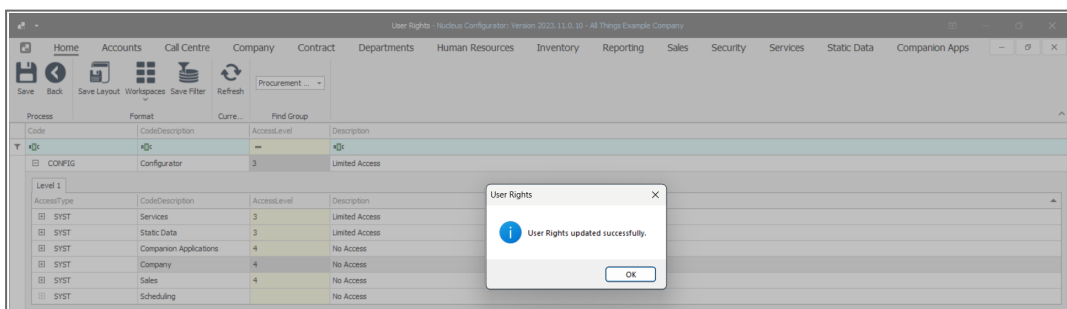 User Rights - Nucleus Configurator: Version 2023.11.0.10 - All Things Example Company
Home Accounts Call Centre Company Contract Departments Human Resources Inventory Reporting Sales Security Services Static Data Companion Apps
Save Back Save Layout Workspaces Save Filter Refresh Procurement ...
Process Format Curre... Find Group
Code CodeDescription AccessLevel Description
CONFIG Configurator 3 Limited Access
Level 1
AccessType CodeDescription AccessLevel Description
SYST Services 3 Limited Access
SYST Static Data 3 Limited Access
SYST Companion Applications 4 No Access
SYST Company 4 No Access
SYST Sales 4 No Access
SYST Scheduling No Access
User Rights
User Rights updated successfully.
OK